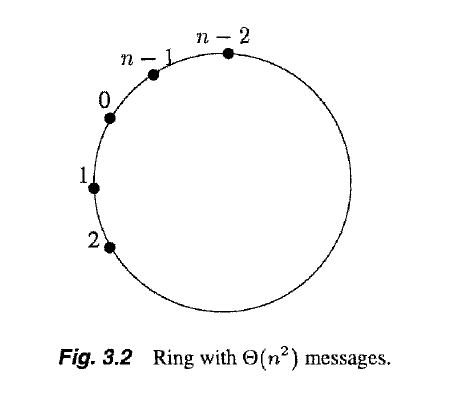 n − 2
n − 1
0
1
2
Fig. 3.2 Ring with Θ(n²) messages.